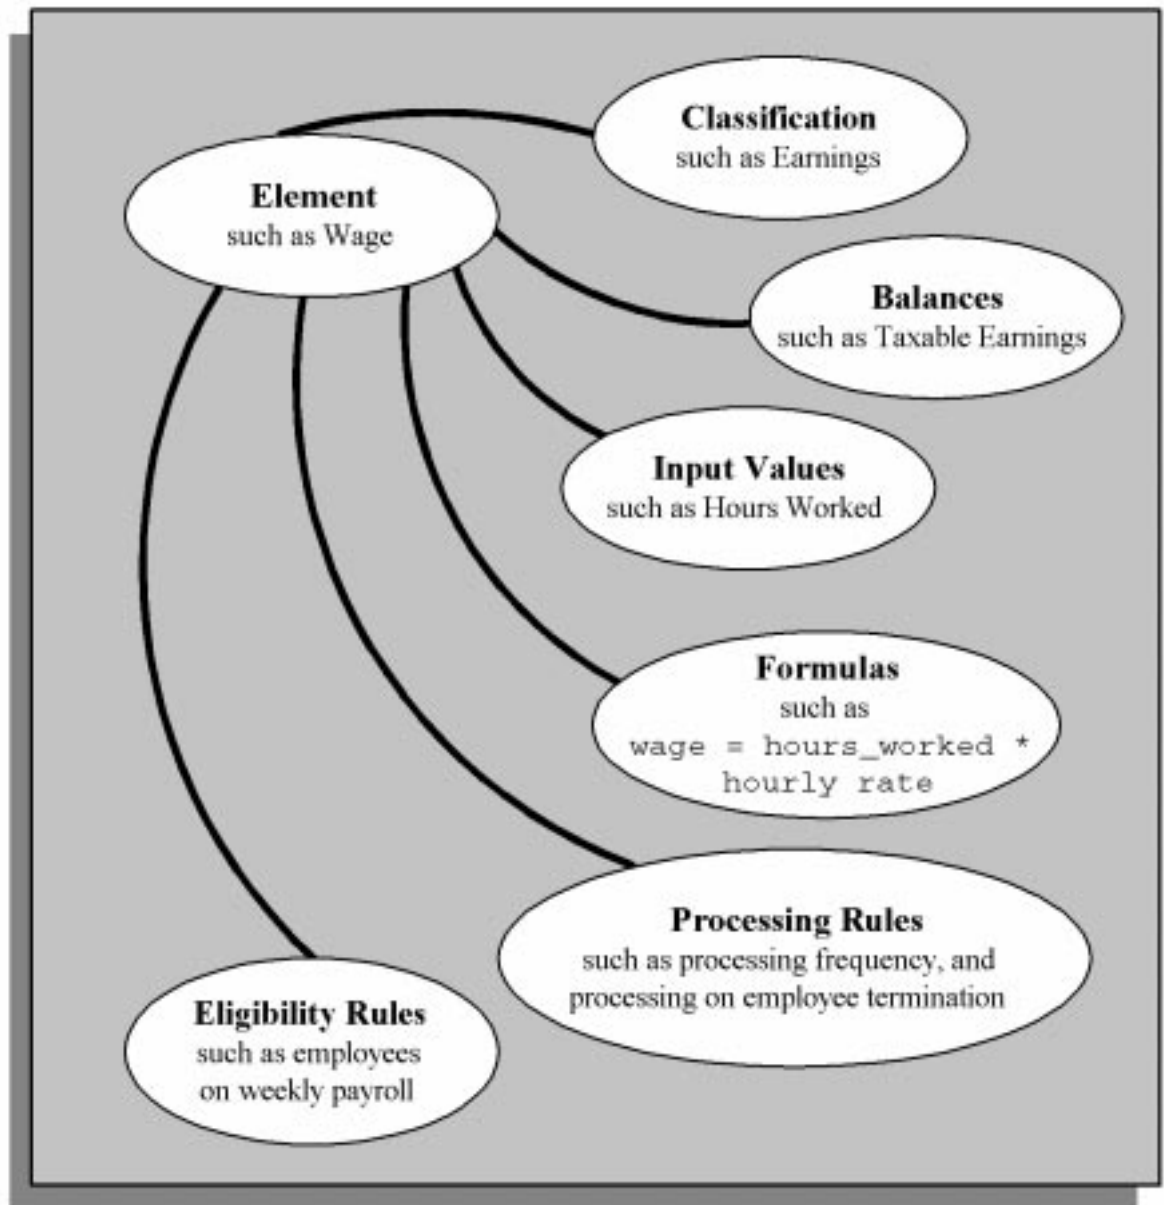 Classification
such as Earnings
Element
such as Wage
Balances
such as Taxable Earnings
Input Values
such as Hours Worked
Formulas
such as
wage = hours_worked *
hourly rate
Processing Rules
such as processing frequency, and
processing on employee termination
Eligibility Rules
such as employees
on weekly payroll